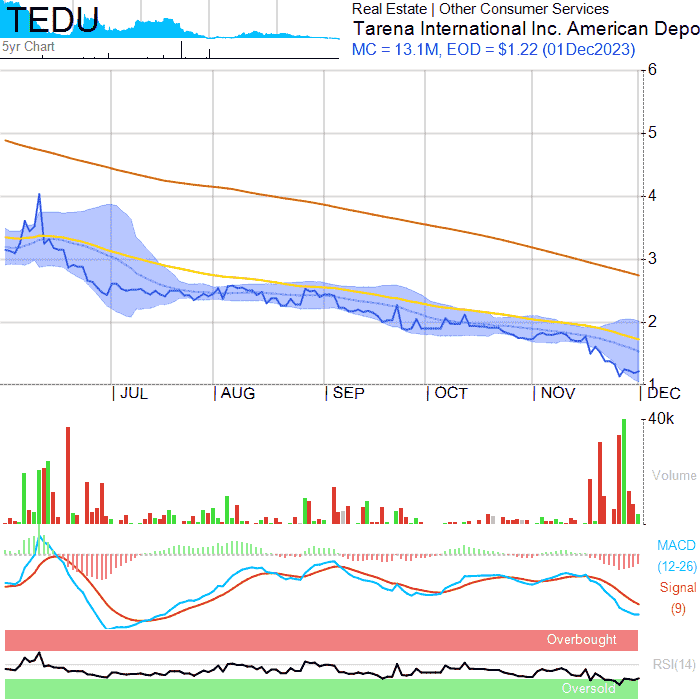 TEDU
5yr Chart
Real Estate | Other Consumer Services
Tarena International Inc. American Depo
MC = 13.1M, EOD = $1.22 (01Dec2023)
6
5
4
3
2
1
JUL AUG SEP OCT NOV DEC
40k
Volume
MACD
(12-26)
Signal
(9)
Overbought
RSI(14)
Oversold